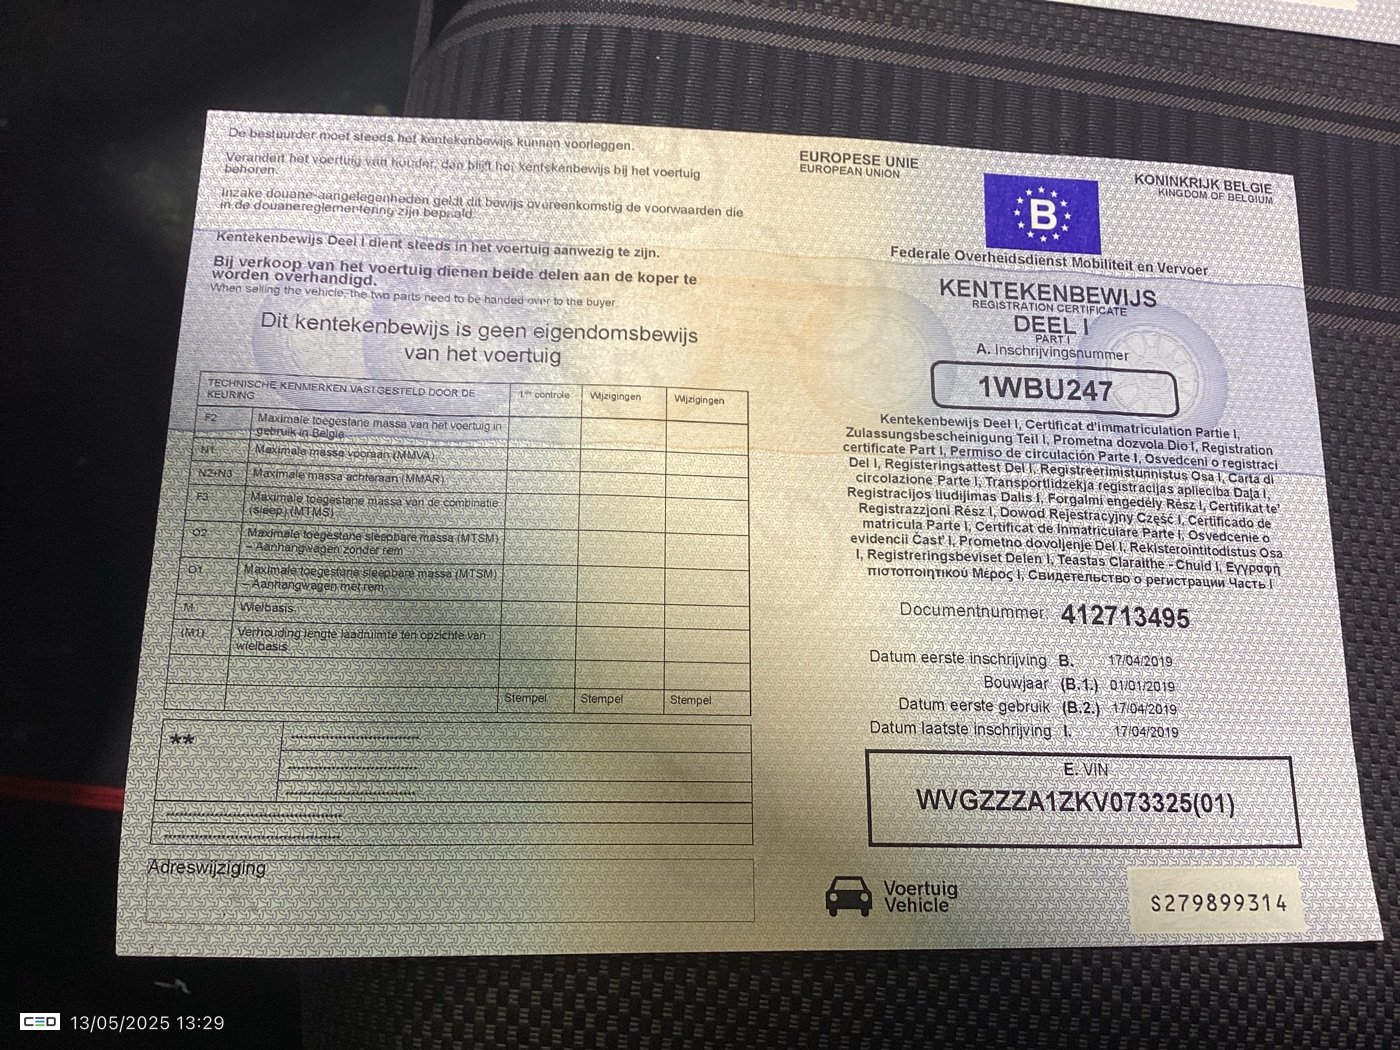 De bestuurder moet steeds het kentekenbewijs kunnen voorleggen.
Verandert het voertuig van houder, dan blijft het kentekenbewijs bij het voertuig
behoren.
Inzake douane-aangelegenheden geldt dit bewijs overeenkomstig de voorwaarden die
in de douanereglementering zijn bepaald.
Kentekenbewijs Deel I dient steeds in het voertuig aanwezig te zijn.
Bij verkoop van het voertuig dienen beide delen aan de koper te
worden overhandigd.
When selling the vehicle, the two parts need to be handed over to the buyer
Dit kentekenbewijs is geen eigendomsbewijs
van het voertuig
TECHNISCHE KENMERKEN VASTGESTELD DOOR DE
KEURING
1ste controle
Wijzigingen
Wijzigingen
F2 Maximale toegestane massa van het voertuig in
gebruik in Belgie
N1 Maximale massa vooraan (MMVA)
N2+N3 Maximale massa achteraan (MMAR)
F3 Maximale toegestane massa van de combinatie
(sleep) (MTMS)
O2 Maximale toegestane sleepbare massa (MTSM)
– Aanhangwagen zonder rem
O1 Maximale toegestane sleepbare massa (MTSM)
– Aanhangwagen met rem
M Wielbasis
(M1) Verhouding lengte laadruimte ten opzichte van
wielbasis
Stempel Stempel Stempel
**
Adreswijziging
EUROPESE UNIE
EUROPEAN UNION
B
KONINKRIJK BELGIE
KINGDOM OF BELGIUM
Federale Overheidsdienst Mobiliteit en Vervoer
KENTEKENBEWIJS
REGISTRATION CERTIFICATE
DEEL I
PART I
A. Inschrijvingsnummer
1WBU247
Kentekenbewijs Deel I, Certificat d'immatriculation Partie I,
Zulassungsbescheinigung Teil I, Prometna dozvola Dio I, Registration
certificate Part I, Permiso de circulación Parte I, Osvedceni o registraci
Del I, Registeringsattest Del I, Registreerimistunnistus Osa I, Carta di
circolazione Parte I, Transportlidzekja registracijas aplieciba Daļa I,
Registracijos liudijimas Dalis I, Forgalmi engedély Rész I, Certifikat te'
Registrazzjoni Rész I, Dowod Rejestracyjny Część I, Certificado de
matricula Parte I, Certificat de Inmatriculare Parte I, Osvedcenie o
evidencii Časť I, Prometno dovoljenje Del I, Rekisterointitodistus Osa
I, Registreringsbeviset Delen I, Teastas Claraithe - Chuid I, Εγγραφή
πιστοποιητικού Μέρος I, Свидетельство о регистрации Часть I
Documentnummer 412713495
Datum eerste inschrijving B. 17/04/2019
Bouwjaar (B.1.) 01/01/2019
Datum eerste gebruik (B.2.) 17/04/2019
Datum laatste inschrijving I. 17/04/2019
E. VIN
WVGZZZA1ZKV073325(01)
Voertuig
Vehicle
S279899314
CED 13/05/2025 13:29